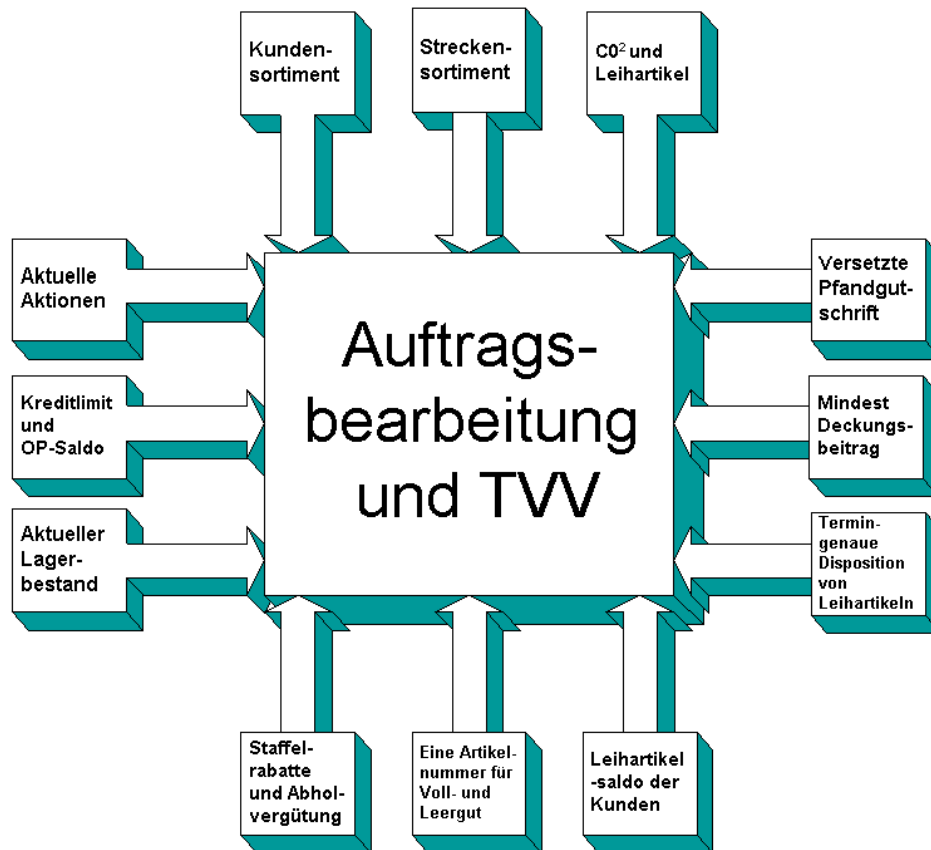 Kunden-
sortiment
Strecken-
sortiment
C0² und
Leihartikel
Aktuelle
Aktionen
Kreditlimit
und
OP-Saldo
Aktueller
Lager-
bestand
Auftrags-
bearbeitung
und TVV
Versetzte
Pfandgut-
schrift
Mindest
Deckungs-
beitrag
Termin-
genaue
Disposition
von
Leihartikeln
Staffel-
rabatte
und Abhol-
vergütung
Eine Artikel-
nummer für
Voll- und
Leergut
Leihartikel
-saldo der
Kunden